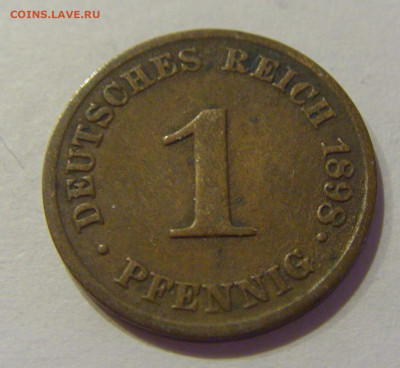 COINS.LAVE.RU
DEUTSCHES REICH 1898
1
PFENNIG